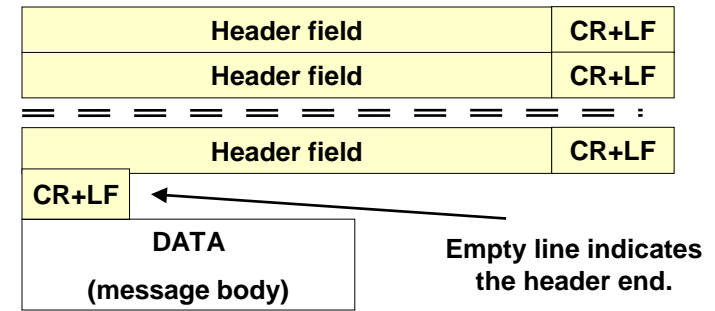 Header field CR+LF
Header field CR+LF
Header field CR+LF
CR+LF
DATA
(message body)
Empty line indicates
the header end.